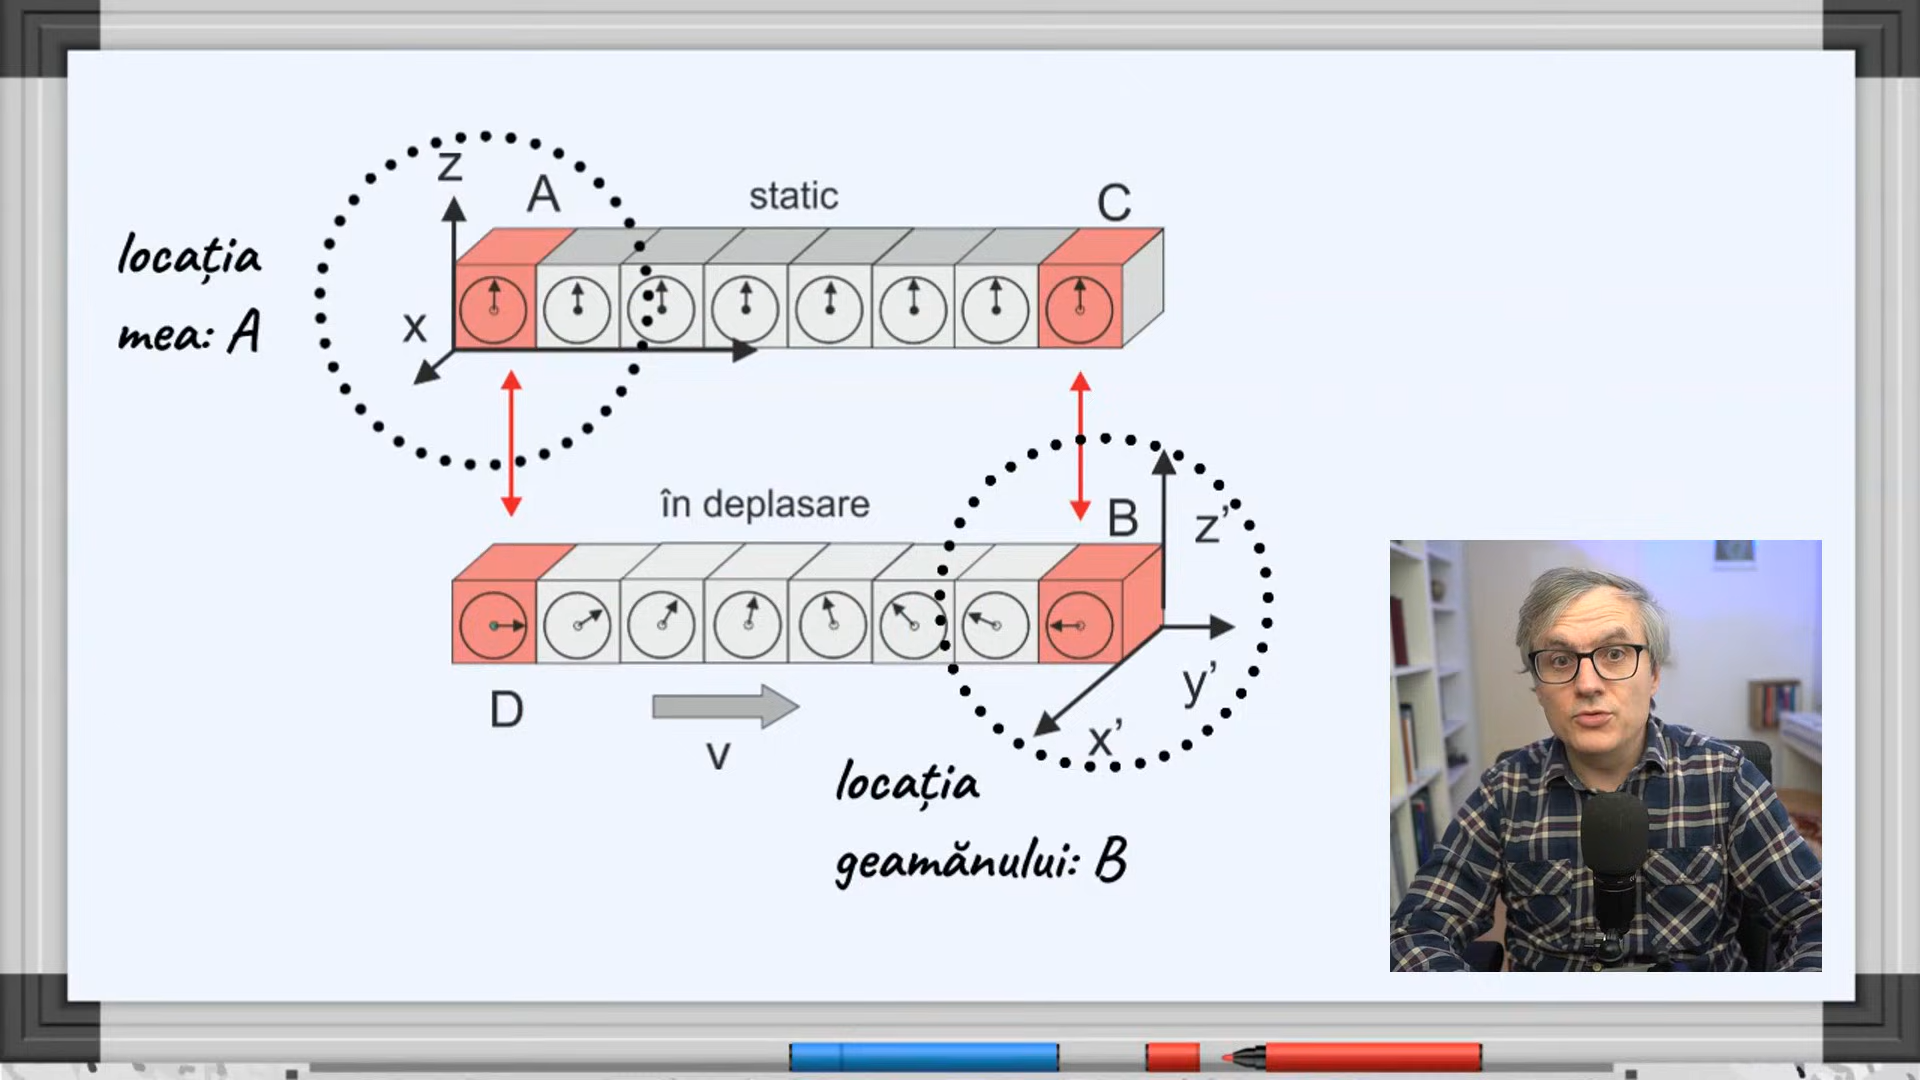 z
A
static
C
locația
mea: A
x
în deplasare
B
z’
D
y’
v
x’
locația
geamănului: B